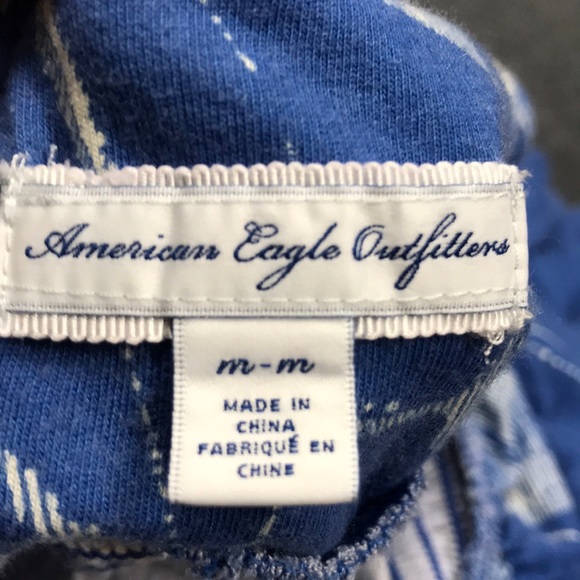 American Eagle Outfitters
m-m
MADE IN
CHINA
FABRIQUÉ EN
CHINE